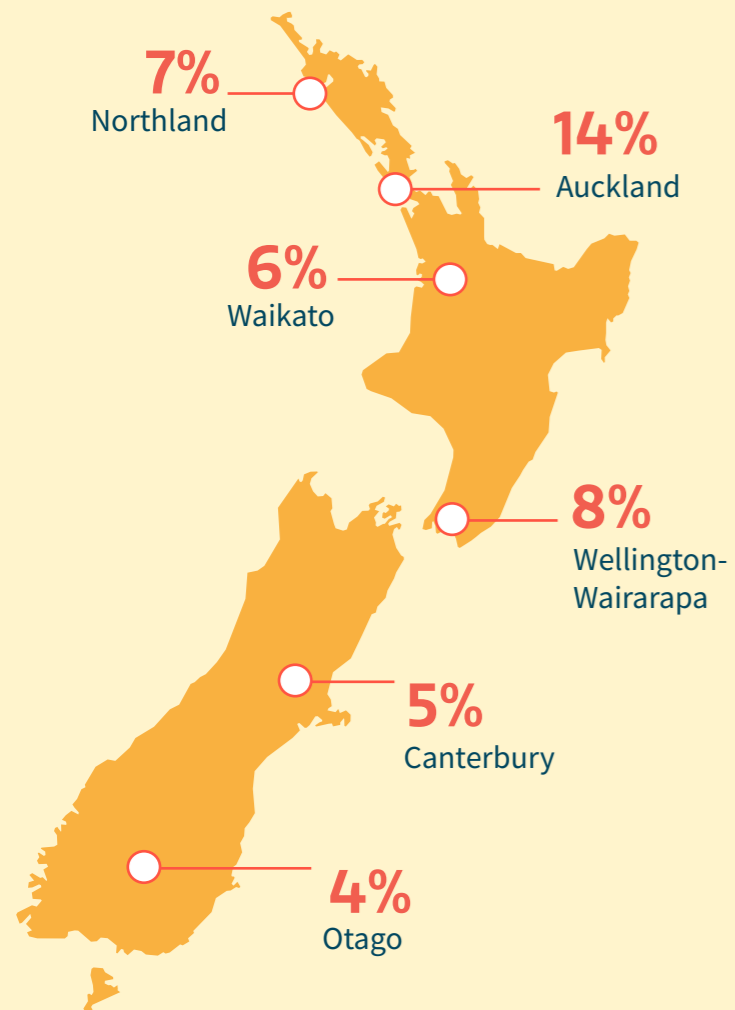 7%
Northland
14%
Auckland
6%
Waikato
8%
Wellington-
Wairarapa
5%
Canterbury
4%
Otago